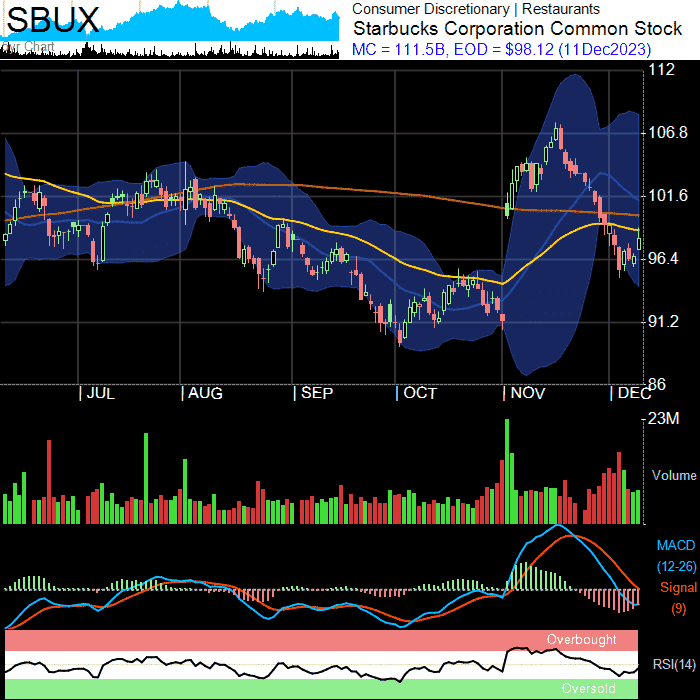 SBUX
Our Chart
Consumer Discretionary | Restaurants
Starbucks Corporation Common Stock
MC = 111.5B, EOD = $98.12 (11Dec2023)
112
106.8
101.6
96.4
91.2
86
JUL AUG SEP OCT NOV DEC
23M
Volume
MACD
(12-26)
Signal
(9)
Overbought
RSI(14)
Oversold